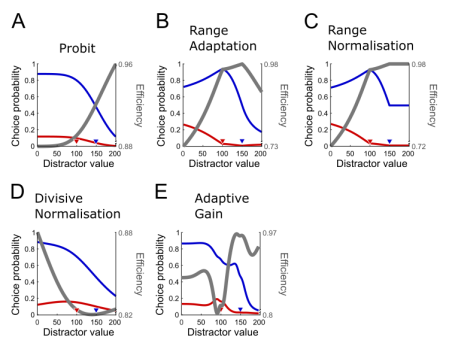 A
Probit
1
0.8
0.6
0.4
0.2
0
0 50 100 150 200
Choice probability
Distractor value
0.96
0.88
Efficiency
B
Range
Adaptation
1
0.8
0.6
0.4
0.2
0
0 50 100 150 200
Choice probability
Distractor value
0.98
0.73
Efficiency
C
Range
Normalisation
1
0.8
0.6
0.4
0.2
0
0 50 100 150 200
Choice probability
Distractor value
0.98
0.72
Efficiency
D
Divisive
Normalisation
1
0.8
0.6
0.4
0.2
0
0 50 100 150 200
Choice probability
Distractor value
0.88
0.82
Efficiency
E
Adaptive
Gain
1
0.8
0.6
0.4
0.2
0
0 50 100 150 200
Choice probability
Distractor value
0.97
0.8
Efficiency